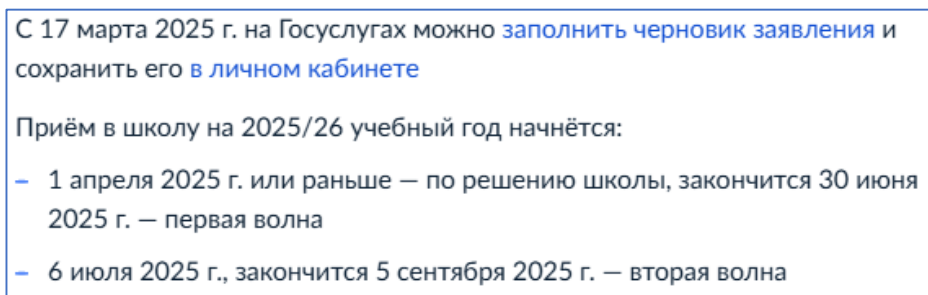 С 17 марта 2025 г. на Госуслугах можно заполнить черновик заявления и
сохранить его в личном кабинете
Приём в школу на 2025/26 учебный год начнётся:
– 1 апреля 2025 г. или раньше — по решению школы, закончится 30 июня
2025 г. — первая волна
– 6 июля 2025 г., закончится 5 сентября 2025 г. — вторая волна